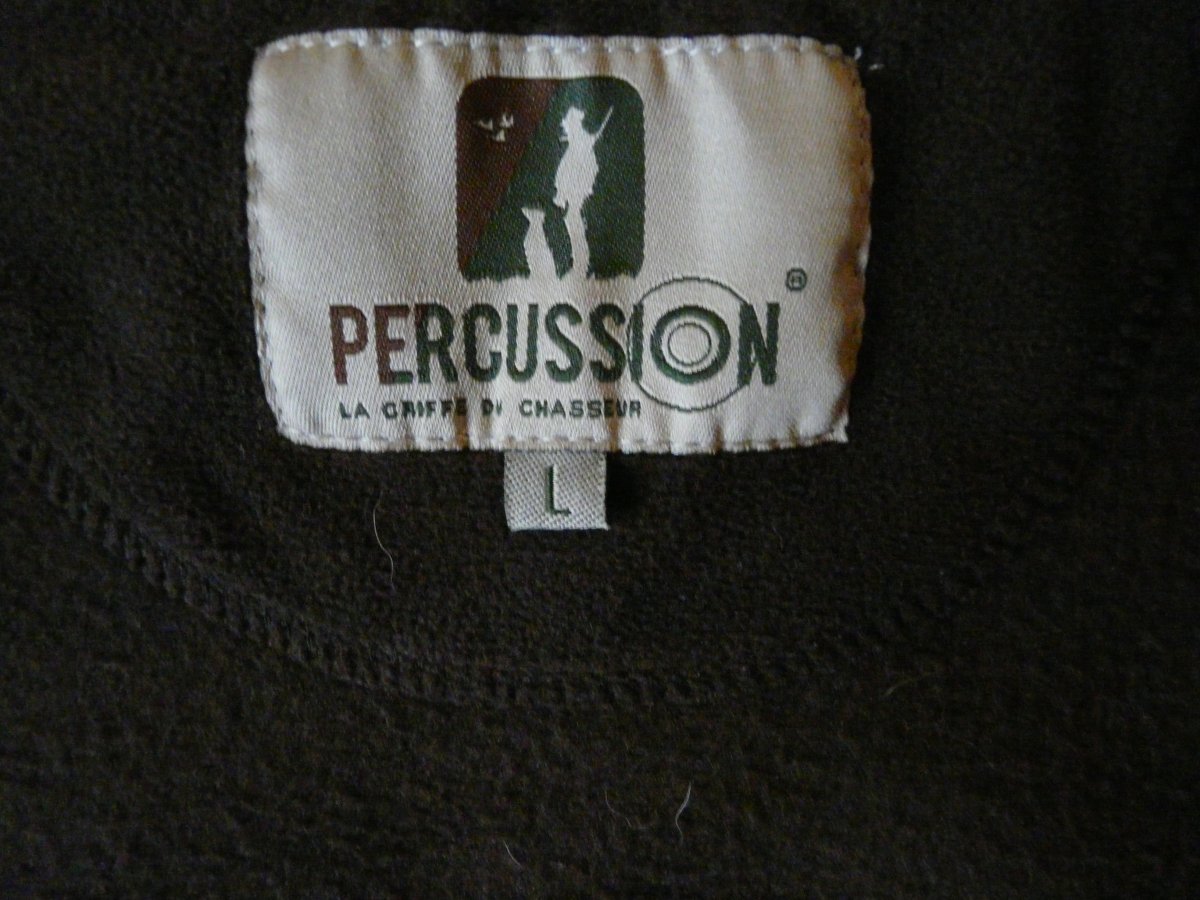 PERCUSSION®
LA GRIFFE DU CHASSEUR
L